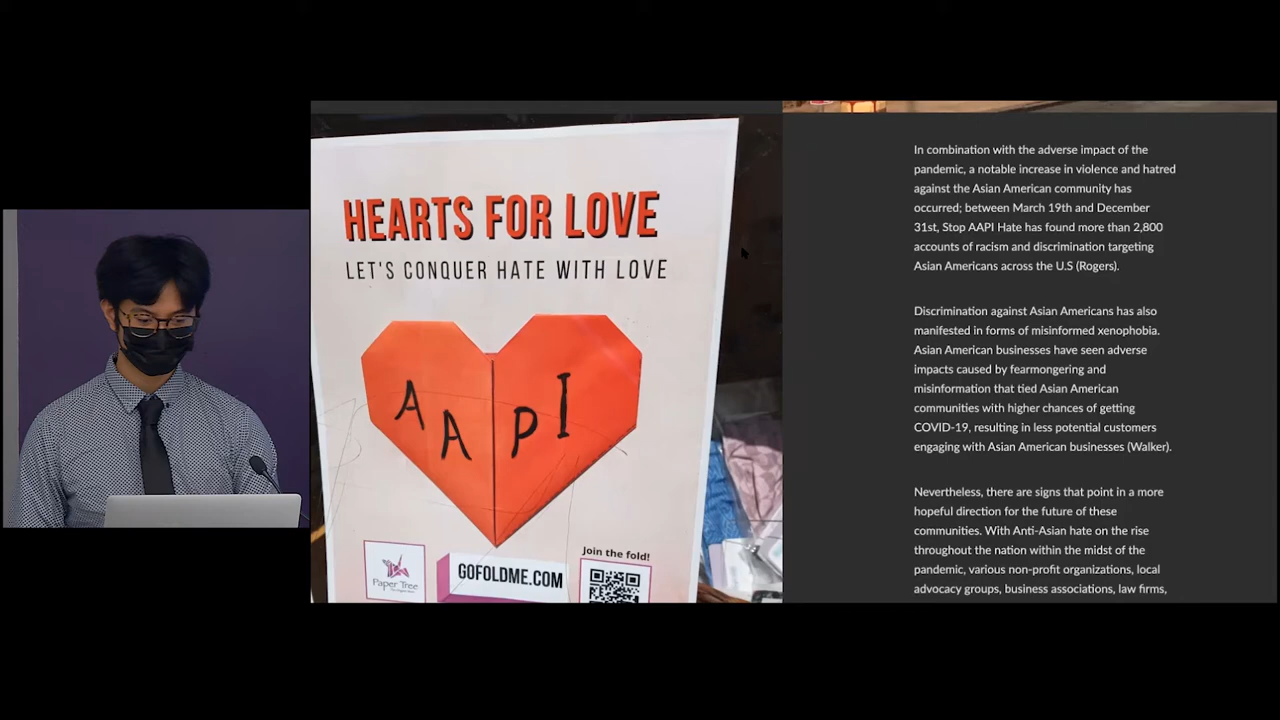 HEARTS FOR LOVE
LET'S CONQUER HATE WITH LOVE
A A P I
Paper Tree
GOFOLDME.COM
Join the fold!
In combination with the adverse impact of the
pandemic, a notable increase in violence and hatred
against the Asian American community has
occurred; between March 19th and December
31st, Stop AAPI Hate has found more than 2,800
accounts of racism and discrimination targeting
Asian Americans across the U.S (Rogers).
Discrimination against Asian Americans has also
manifested in forms of misinformed xenophobia.
Asian American businesses have seen adverse
impacts caused by fearmongering and
misinformation that tied Asian American
communities with higher chances of getting
COVID-19, resulting in less potential customers
engaging with Asian American businesses (Walker).
Nevertheless, there are signs that point in a more
hopeful direction for the future of these
communities. With Anti-Asian hate on the rise
throughout the nation within the midst of the
pandemic, various non-profit organizations, local
advocacy groups, business associations, law firms,